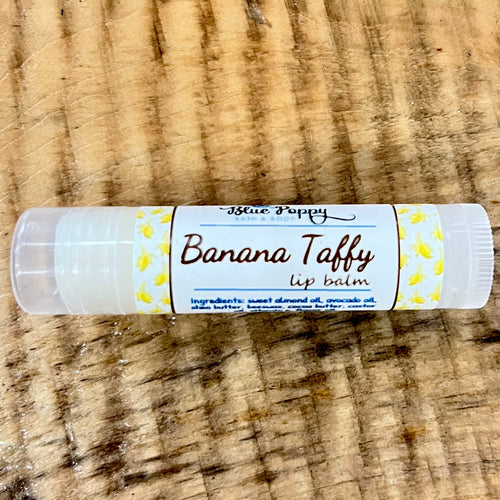 Blue Poppy
BATH & BODY
Banana Taffy
lip balm
Ingredients: sweet almond oil, avocado oil,
shea butter, beeswax, cocoa butter, castor